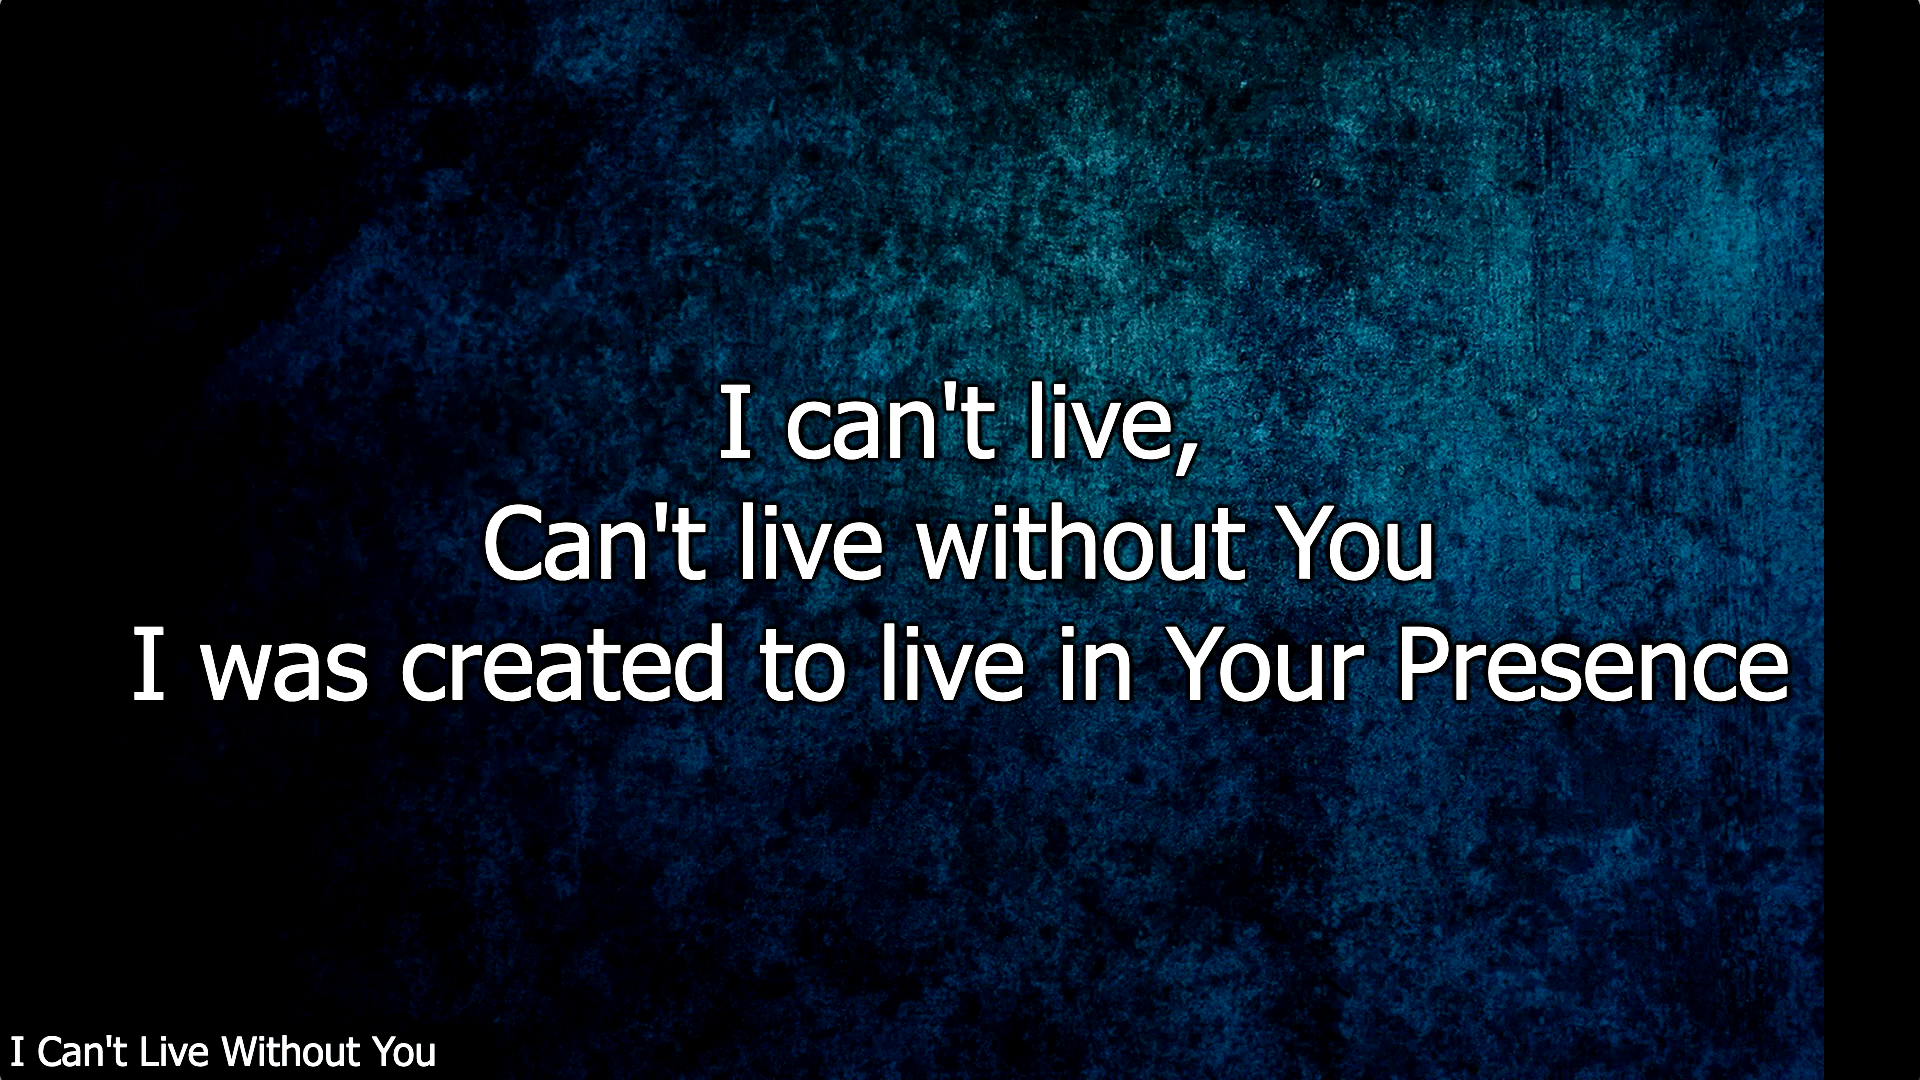 I can't live,
Can't live without You
I was created to live in Your Presence
I Can't Live Without You